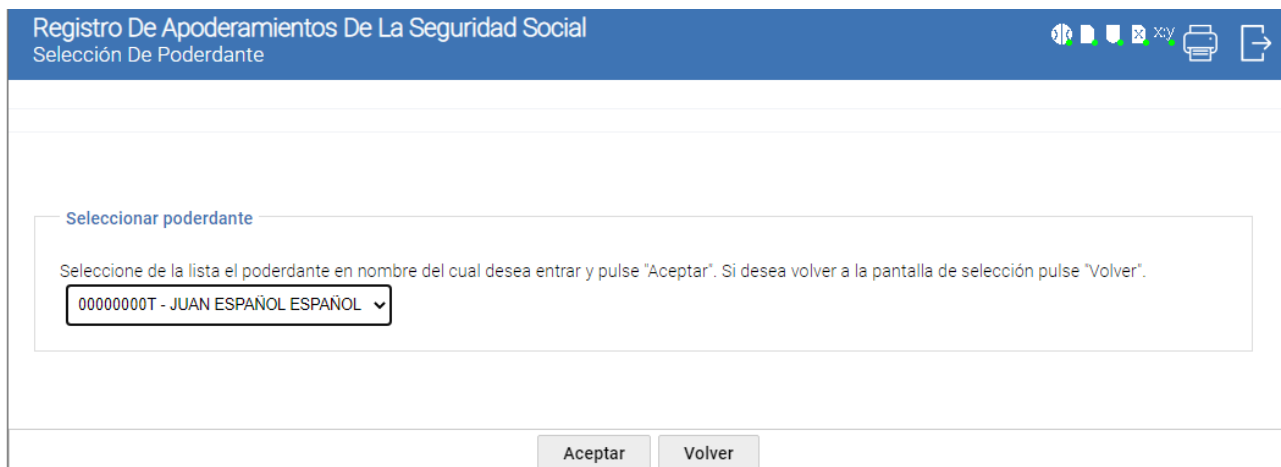 Registro De Apoderamientos De La Seguridad Social
Selección De Poderdante
X:y
Seleccionar poderdante
Seleccione de la lista el poderdante en nombre del cual desea entrar y pulse "Aceptar". Si desea volver a la pantalla de selección pulse "Volver".
00000000T - JUAN ESPAÑOL ESPAÑOL
Aceptar Volver